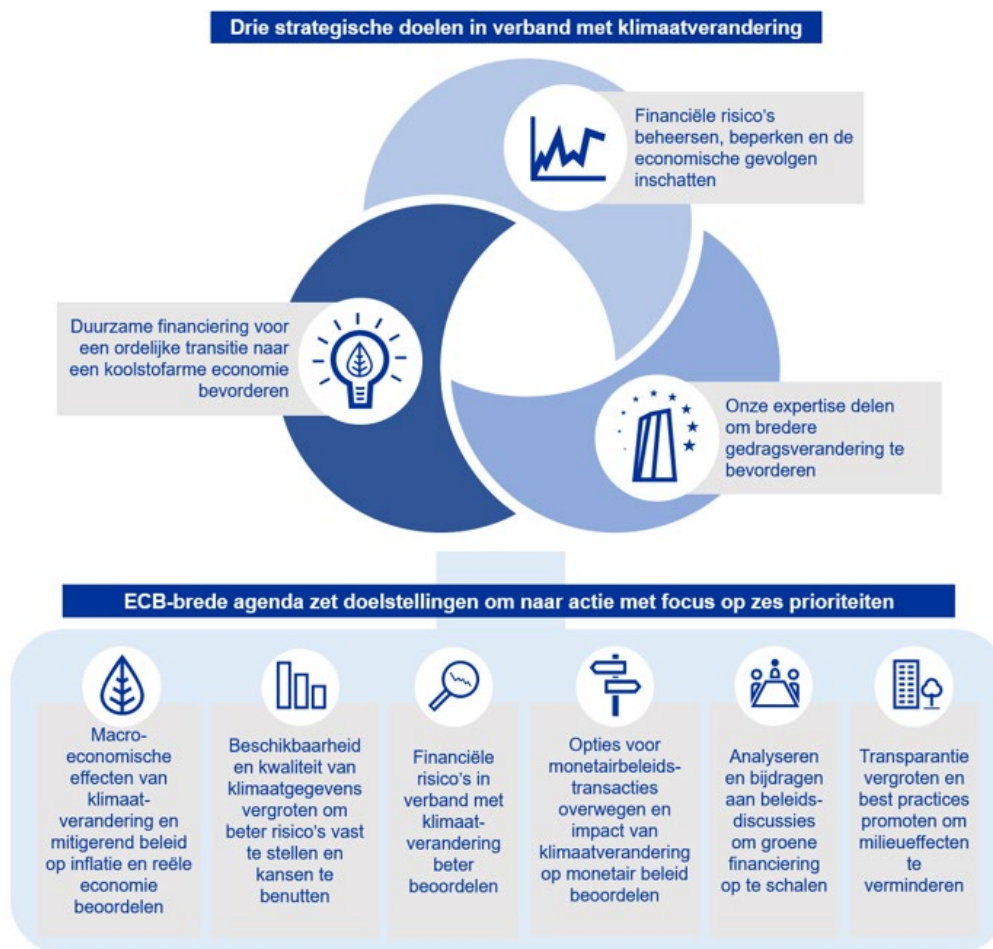 Drie strategische doelen in verband met klimaatverandering
Financiële risico's
beheersen, beperken en de
economische gevolgen
inschatten
Duurzame financiering voor
een ordelijke transitie naar
een koolstofarme economie
bevorderen
Onze expertise delen
om bredere
gedragsverandering te
bevorderen
ECB-brede agenda zet doelstellingen om naar actie met focus op zes prioriteiten
Macro-
economische
effecten van
klimaat-
verandering en
mitigerend beleid
op inflatie en reële
economie
beoordelen
Beschikbaarheid
en kwaliteit van
klimaatgegevens
vergroten om
beter risico's vast
te stellen en
kansen te
benutten
Financiële
risico's in
verband met
klimaat-
verandering
beter
beoordelen
Opties voor
monetairbeleids-
transacties
overwegen en
impact van
klimaatverandering
op monetair beleid
beoordelen
Analyseren
en bijdragen
aan beleids-
discussies
om groene
financiering
op te schalen
Transparantie
vergroten en
best practices
promoten om
milieueffecten
te
verminderen